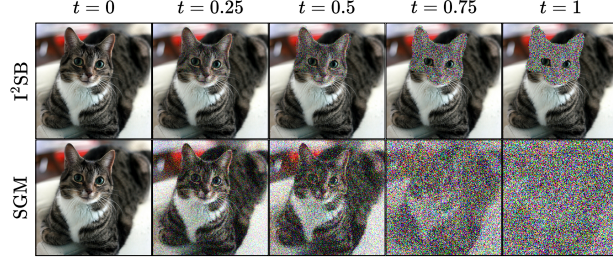 t = 0 t = 0.25 t = 0.5 t = 0.75 t = 1
I²SB
SGM